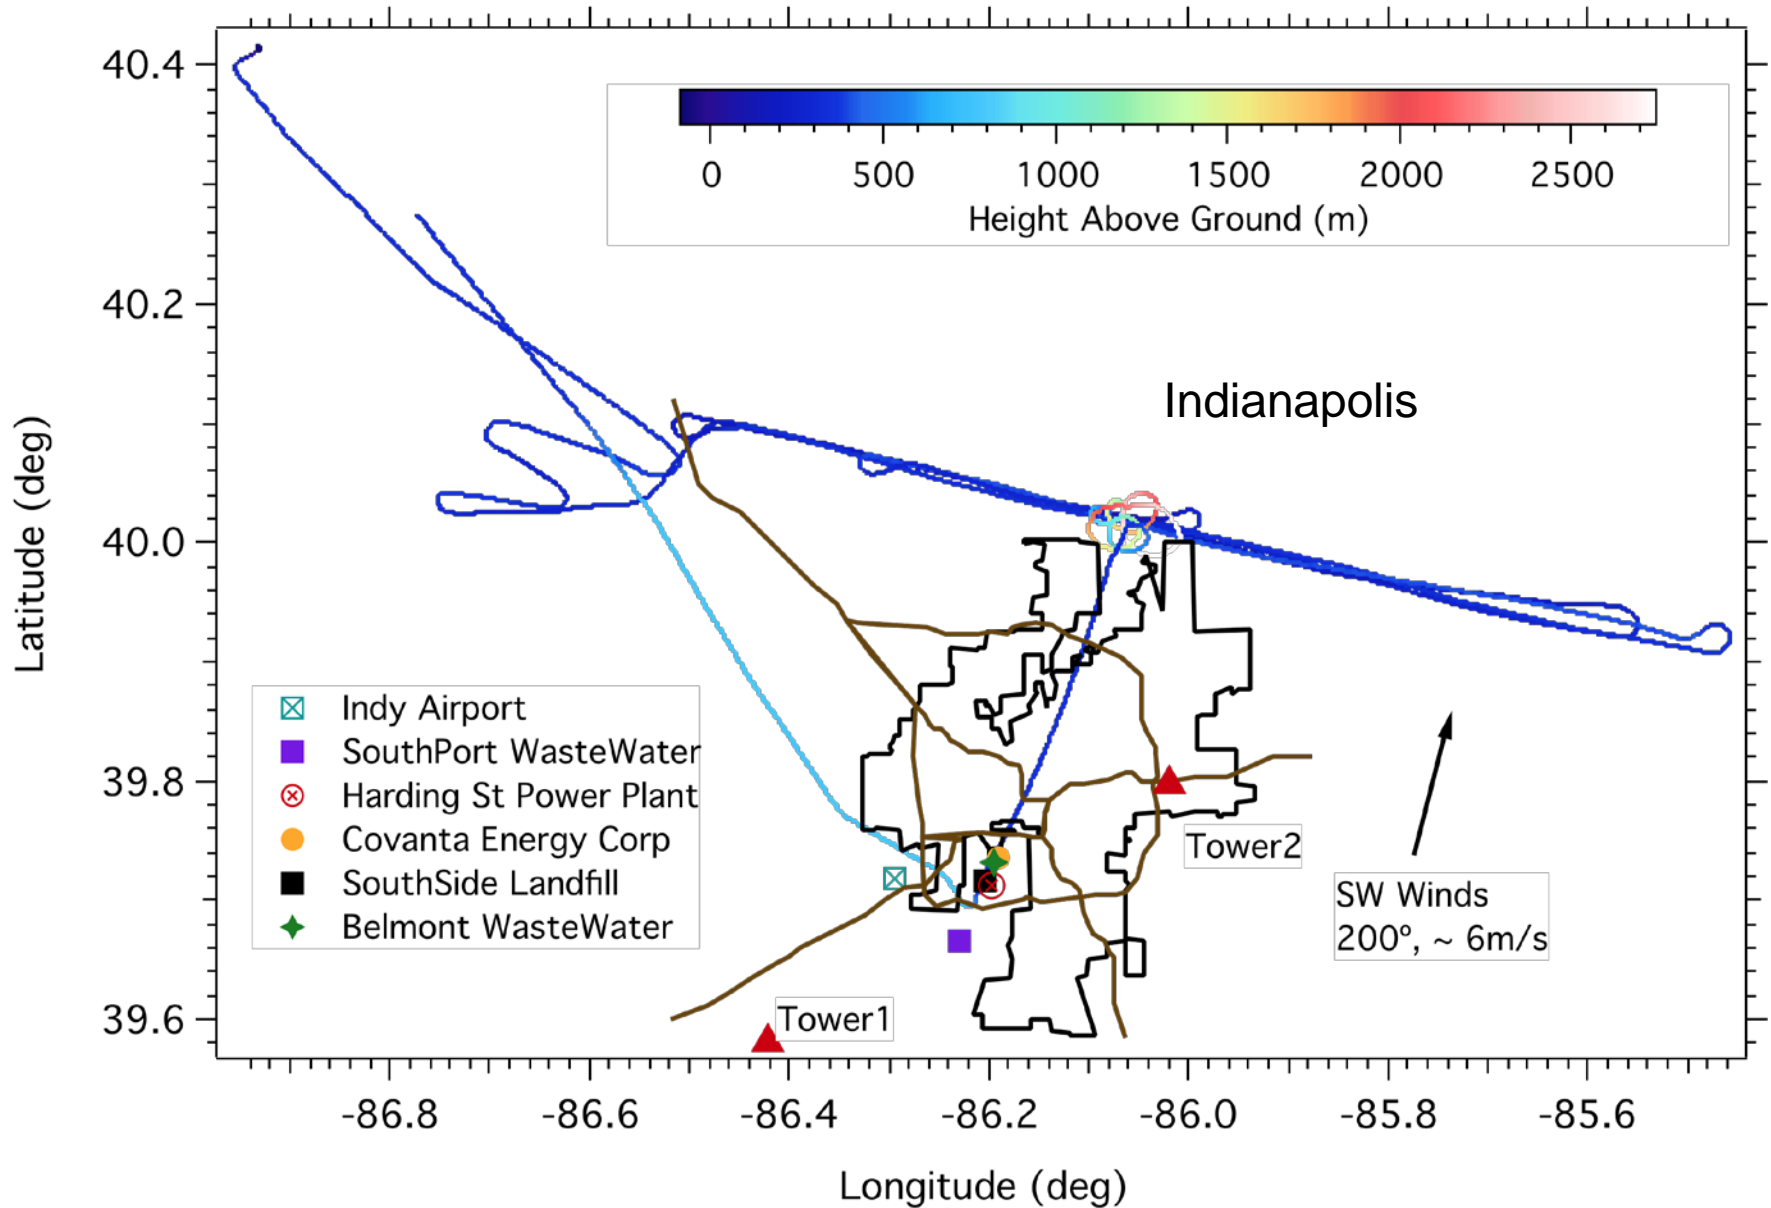 40.4
40.2
40.0
39.8
39.6
Latitude (deg)
0 500 1000 1500 2000 2500
Height Above Ground (m)
Indianapolis
Indy Airport
SouthPort WasteWater
Harding St Power Plant
Covanta Energy Corp
SouthSide Landfill
Belmont WasteWater
Tower2
SW Winds
200º, ~ 6m/s
Tower1
-86.8 -86.6 -86.4 -86.2 -86.0 -85.8 -85.6
Longitude (deg)